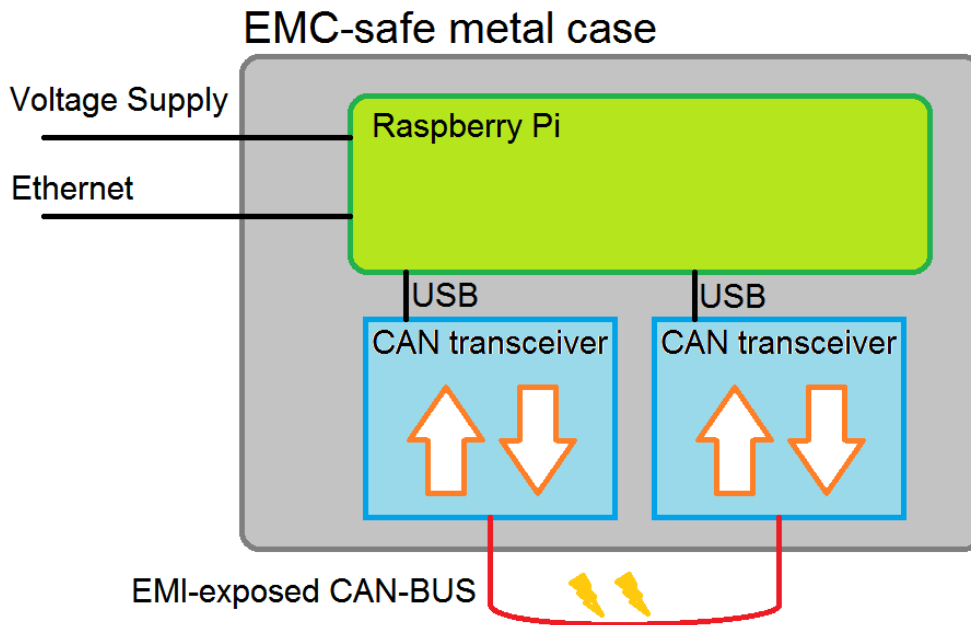 EMC-safe metal case
Voltage Supply
Raspberry Pi
Ethernet
USB
USB
CAN transceiver
CAN transceiver
EMI-exposed CAN-BUS